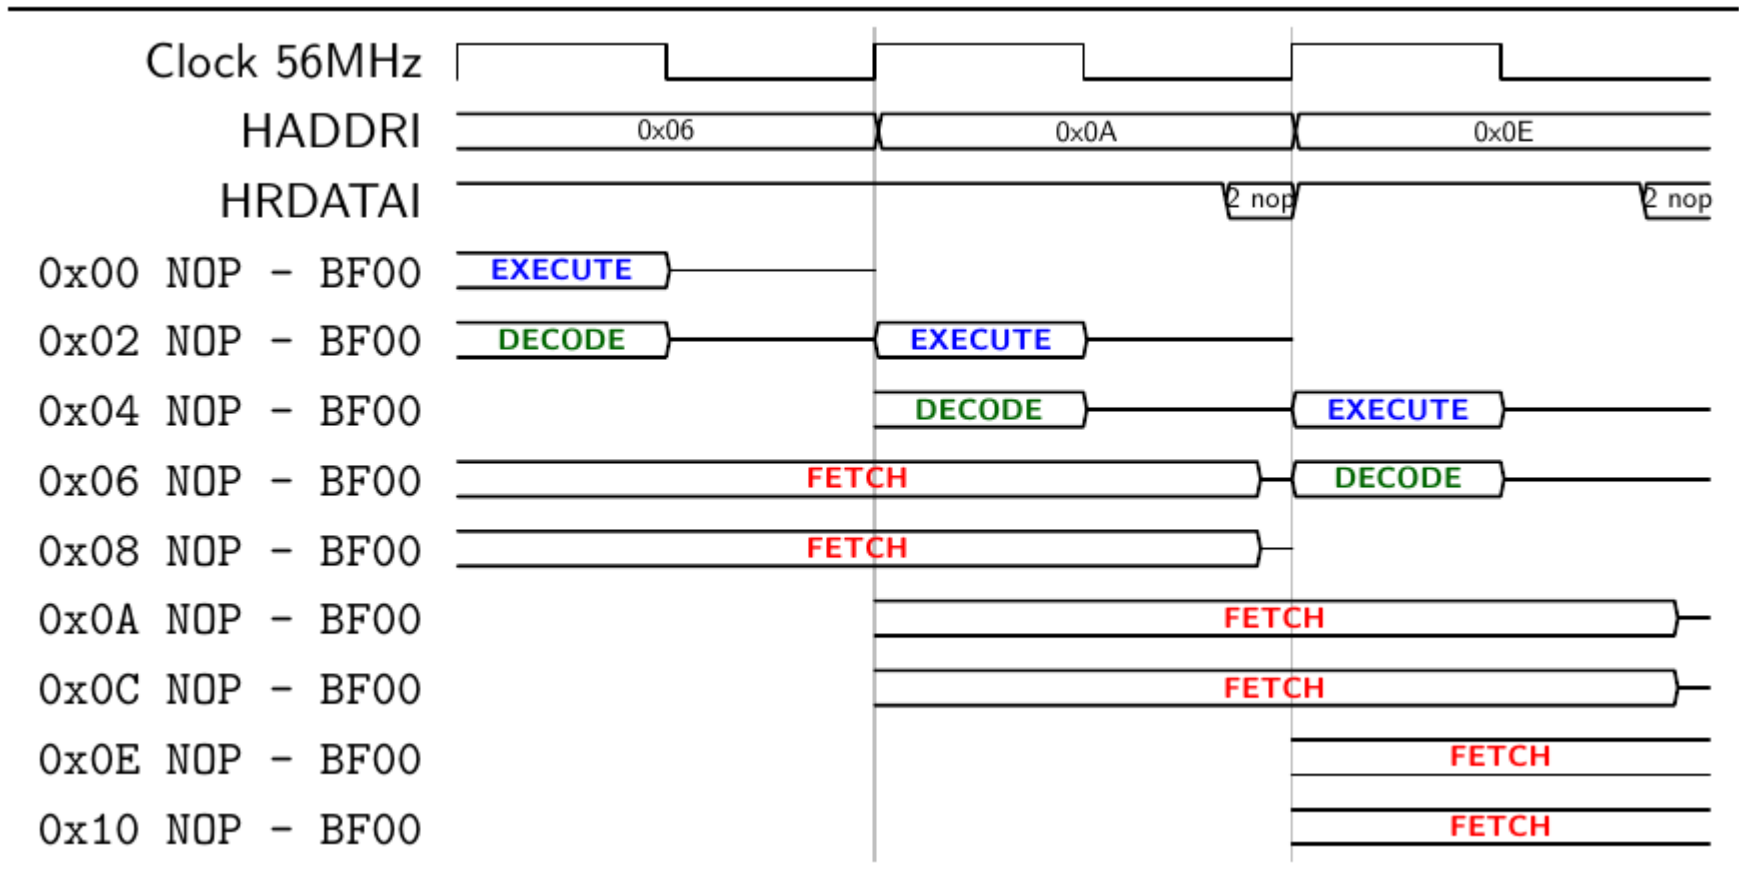 Clock 56MHz
HADDRI 0x06 0x0A 0x0E
HRDATAI 2 nop 2 nop
0x00 NOP - BF00 EXECUTE
0x02 NOP - BF00 DECODE EXECUTE
0x04 NOP - BF00 DECODE EXECUTE
0x06 NOP - BF00 FETCH DECODE
0x08 NOP - BF00 FETCH
0x0A NOP - BF00 FETCH
0x0C NOP - BF00 FETCH
0x0E NOP - BF00 FETCH
0x10 NOP - BF00 FETCH